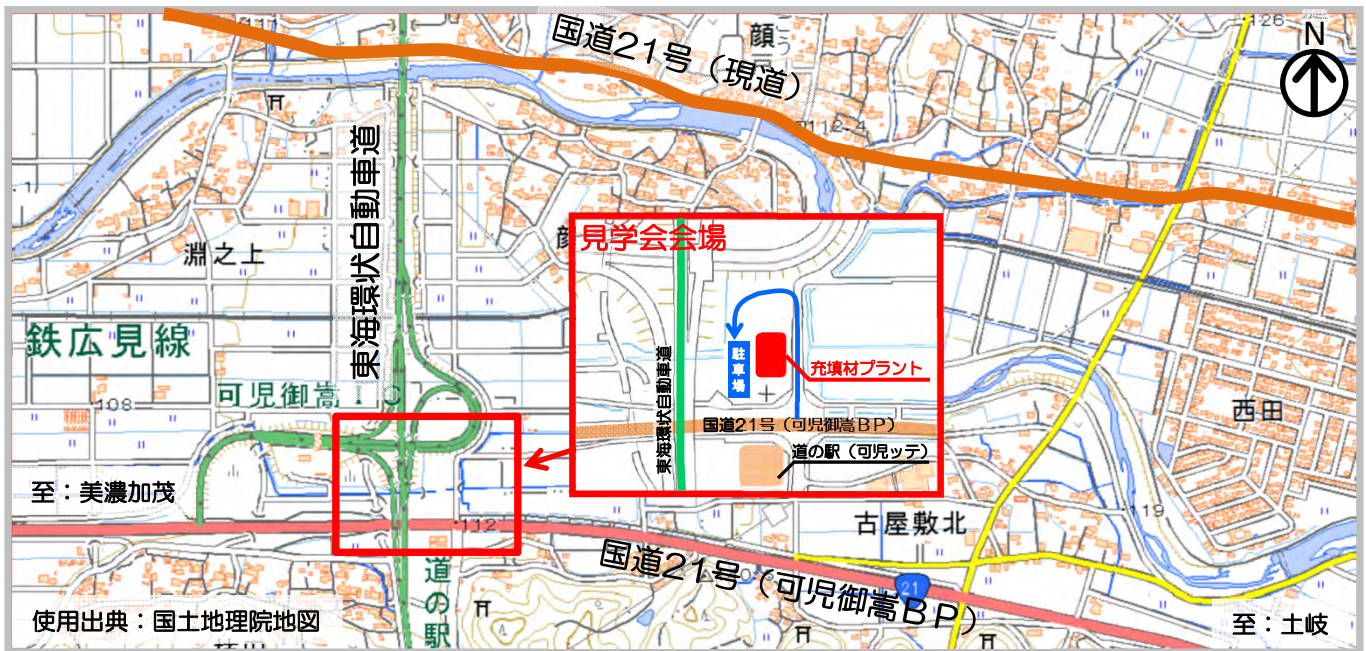 国道21号（現道）
顔
126
N
112-4
東海環状自動車道
淵之上
顔
見学会会場
駐車場
充填材プラント
東海環状自動車道
国道21号（可児御嵩BP）
道の駅（可児ッテ）
鉄広見線
可児御嵩IC
108
西田
至：美濃加茂
112
119
古屋敷北
道の駅
国道21号（可児御嵩BP）
21
使用出典：国土地理院地図
至：土岐